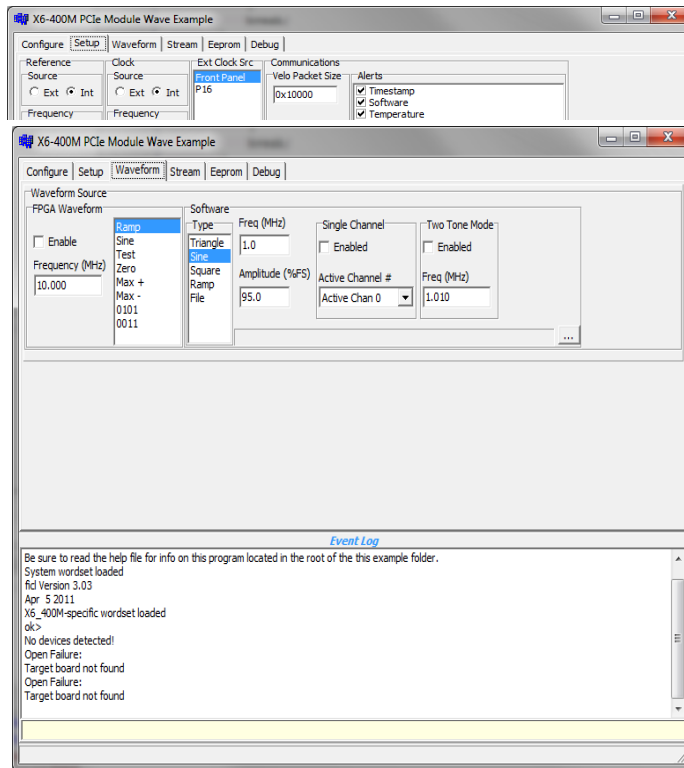 X6-400M PCIe Module Wave Example
Configure Setup Waveform Stream Eeprom Debug
Reference Clock Ext Clock Src Communications
Source Source Front Panel Velo Packet Size Alerts
Ext Int Ext Int P16 0x10000 Timestamp
Software
Frequency Frequency Temperature
X6-400M PCIe Module Wave Example
Configure Setup Waveform Stream Eeprom Debug
Waveform Source
FPGA Waveform
Enable
Frequency (MHz)
10.000
Ramp
Sine
Test
Zero
Max +
Max -
0101
0011
Software
Type
Triangle
Sine
Square
Ramp
File
Freq (MHz)
1.0
Amplitude (%FS)
95.0
Single Channel
Enabled
Active Channel #
Active Chan 0
Two Tone Mode
Enabled
Freq (MHz)
1.010
...
Event Log
Be sure to read the help file for info on this program located in the root of the this example folder.
System wordset loaded
ficl Version 3.03
Apr 5 2011
X6_400M-specific wordset loaded
ok>
No devices detected!
Open Failure:
Target board not found
Open Failure:
Target board not found